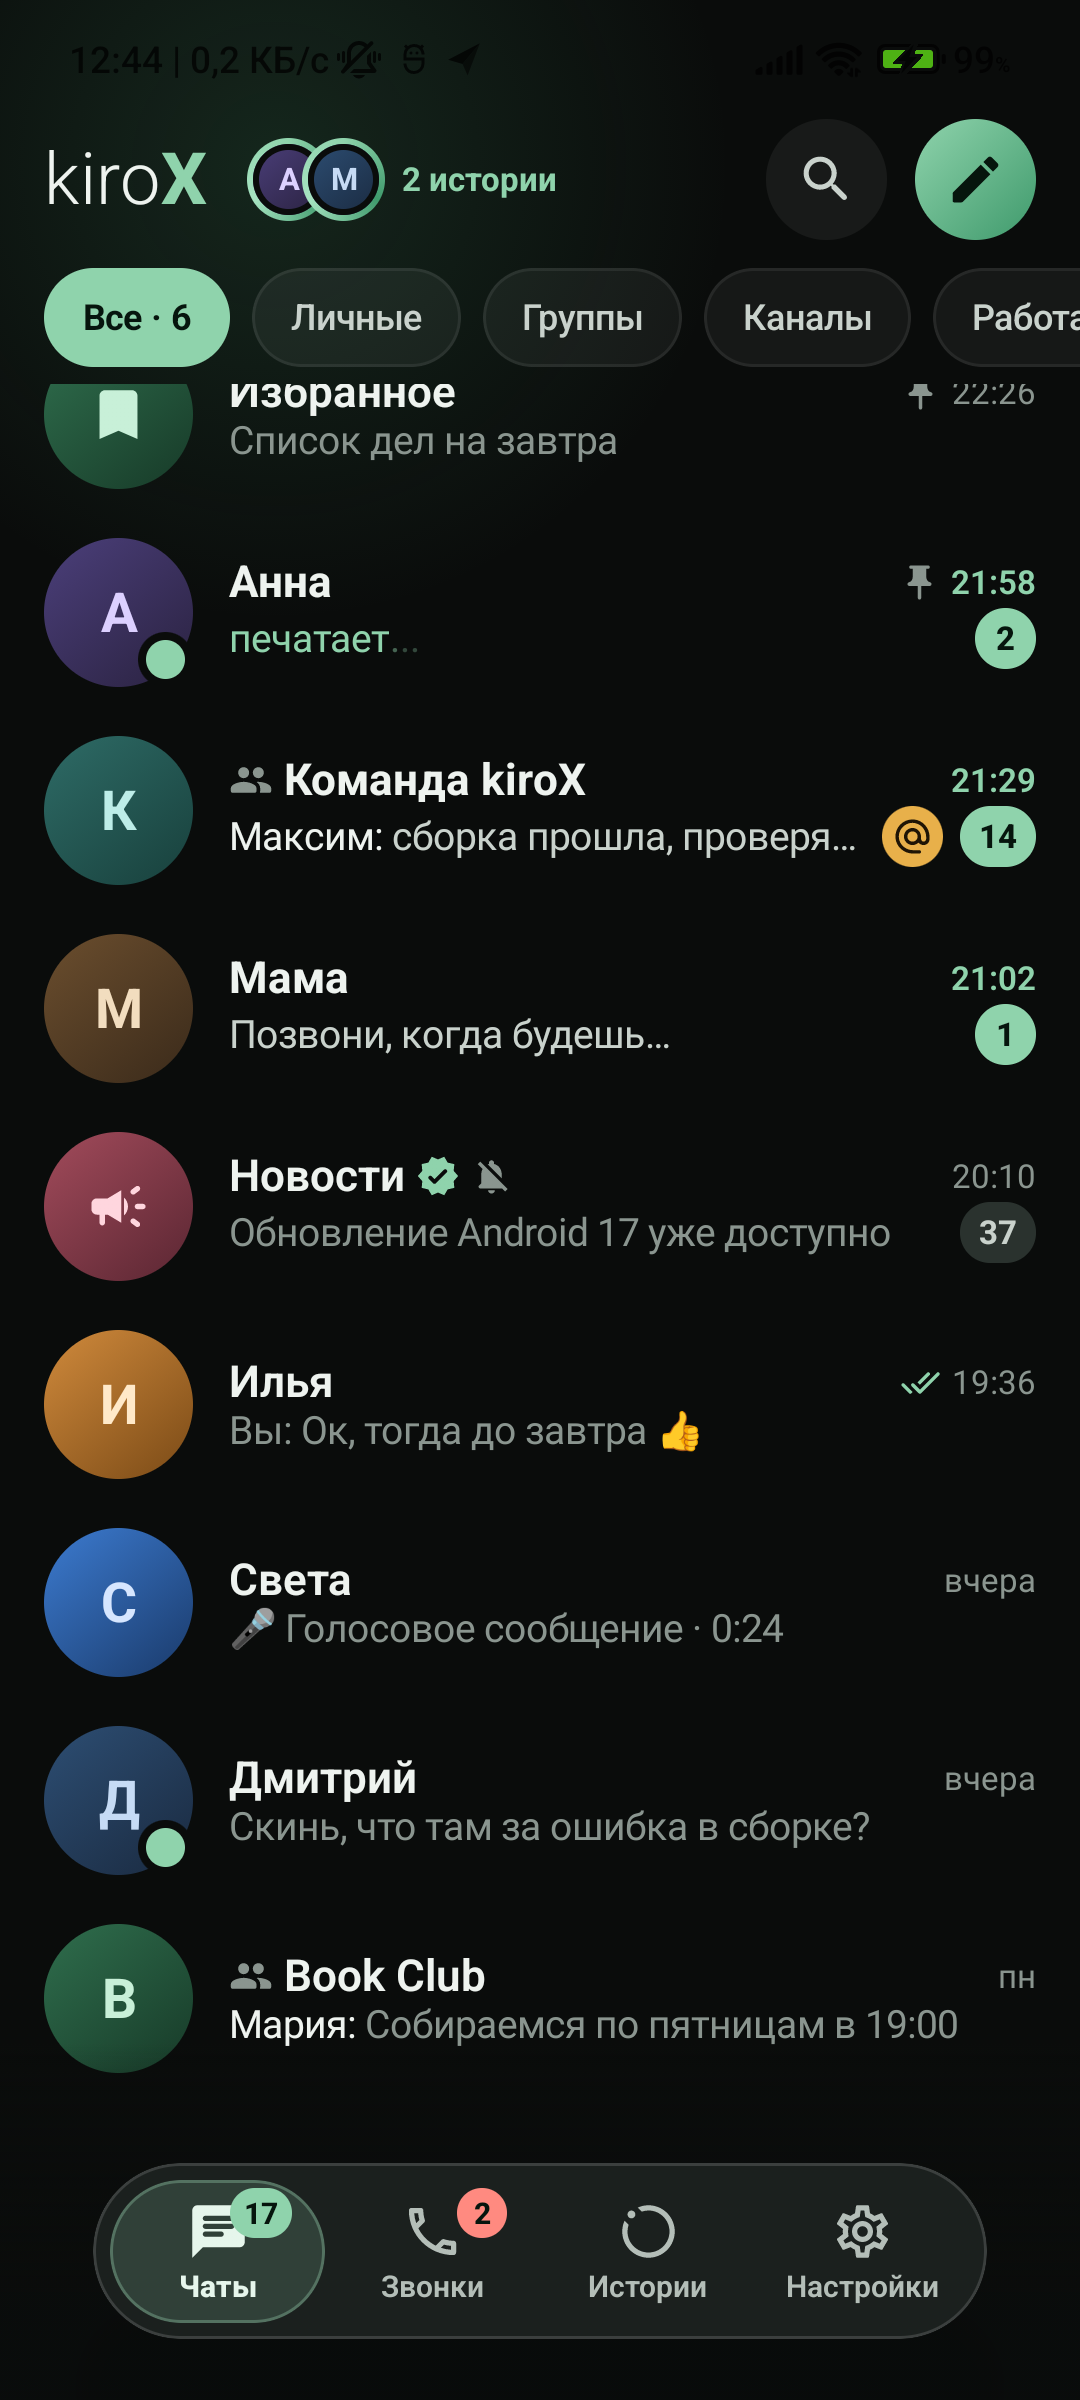 12:44 | 0,2 КБ/с
99%
kiroX
А
М
2 истории
Все · 6
Личные
Группы
Каналы
Работа
Избранное
22:26
Список дел на завтра
А
Анна
21:58
печатает...
2
К
Команда kiroX
21:29
Максим: сборка прошла, проверя...
@
14
М
Мама
21:02
Позвони, когда будешь...
1
Новости
20:10
Обновление Android 17 уже доступно
37
И
Илья
19:36
Вы: Ок, тогда до завтра 👍
С
Света
вчера
🎤 Голосовое сообщение · 0:24
Д
Дмитрий
вчера
Скинь, что там за ошибка в сборке?
B
Book Club
пн
Мария: Собираемся по пятницам в 19:00
17
2
Чаты
Звонки
Истории
Настройки